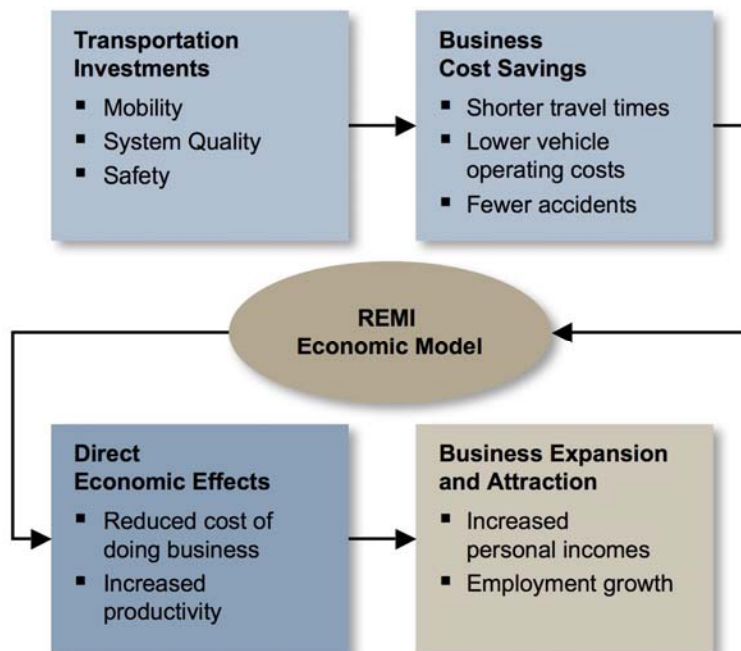 Transportation
Investments
▪ Mobility
▪ System Quality
▪ Safety
Business
Cost Savings
▪ Shorter travel times
▪ Lower vehicle
operating costs
▪ Fewer accidents
REMI
Economic Model
Direct
Economic Effects
▪ Reduced cost of
doing business
▪ Increased
productivity
Business Expansion
and Attraction
▪ Increased
personal incomes
▪ Employment growth